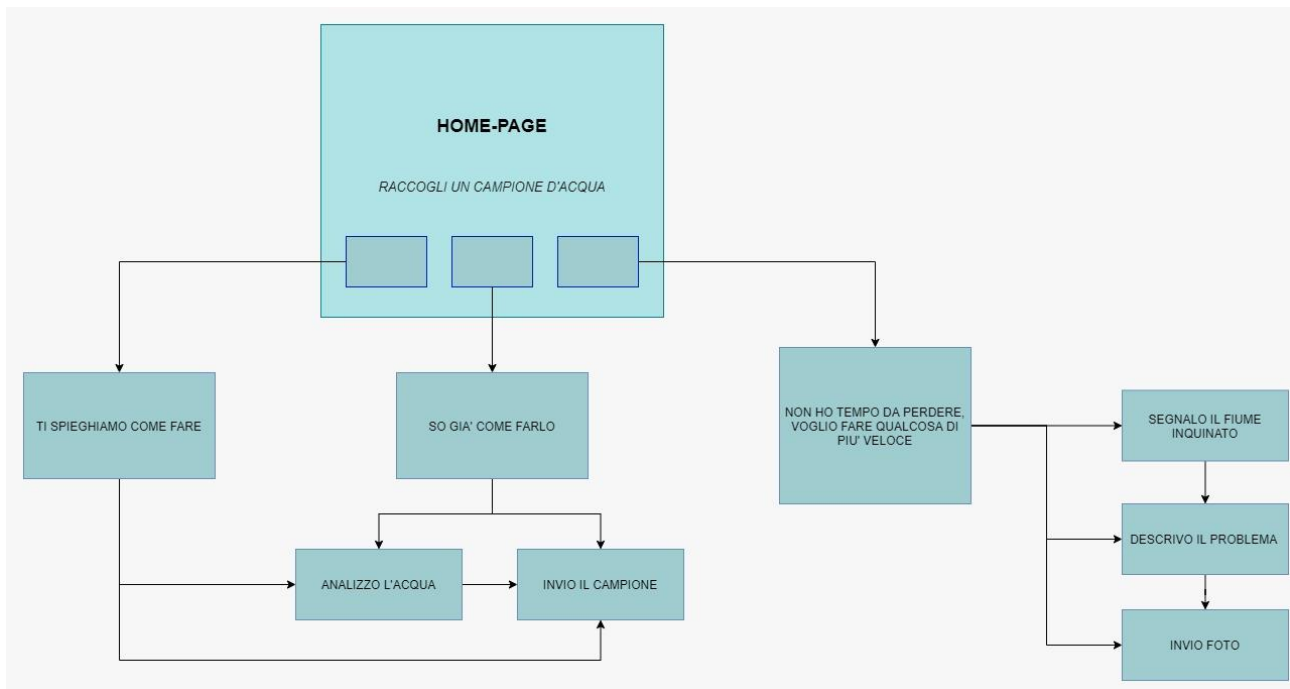 HOME-PAGE
RACCOGLI UN CAMPIONE D'ACQUA
TI SPIEGHIAMO COME FARE
SO GIA' COME FARLO
NON HO TEMPO DA PERDERE,
VOGLIO FARE QUALCOSA DI
PIU' VELOCE
SEGNALO IL FIUME
INQUINATO
DESCRIVO IL PROBLEMA
ANALIZZO L'ACQUA
INVIO IL CAMPIONE
INVIO FOTO